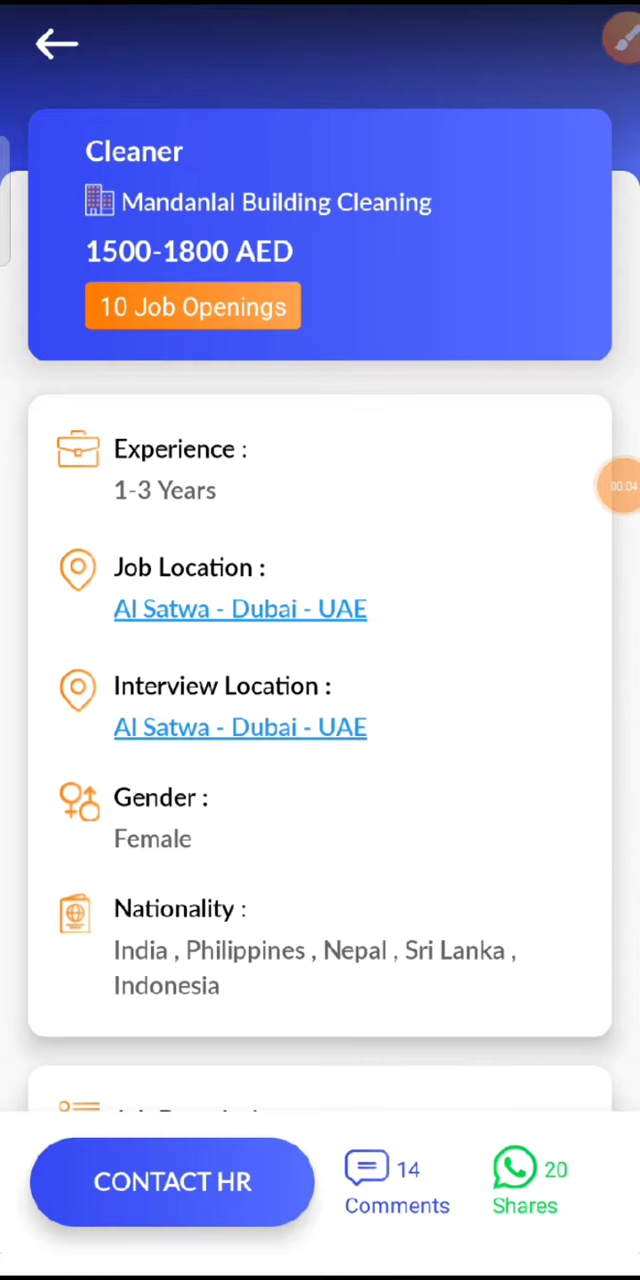 Cleaner
Mandanlal Building Cleaning
1500-1800 AED
10 Job Openings
Experience :
1-3 Years
00:04
Job Location :
Al Satwa - Dubai - UAE
Interview Location :
Al Satwa - Dubai - UAE
Gender :
Female
Nationality :
India , Philippines , Nepal , Sri Lanka ,
Indonesia
CONTACT HR
14
Comments
20
Shares